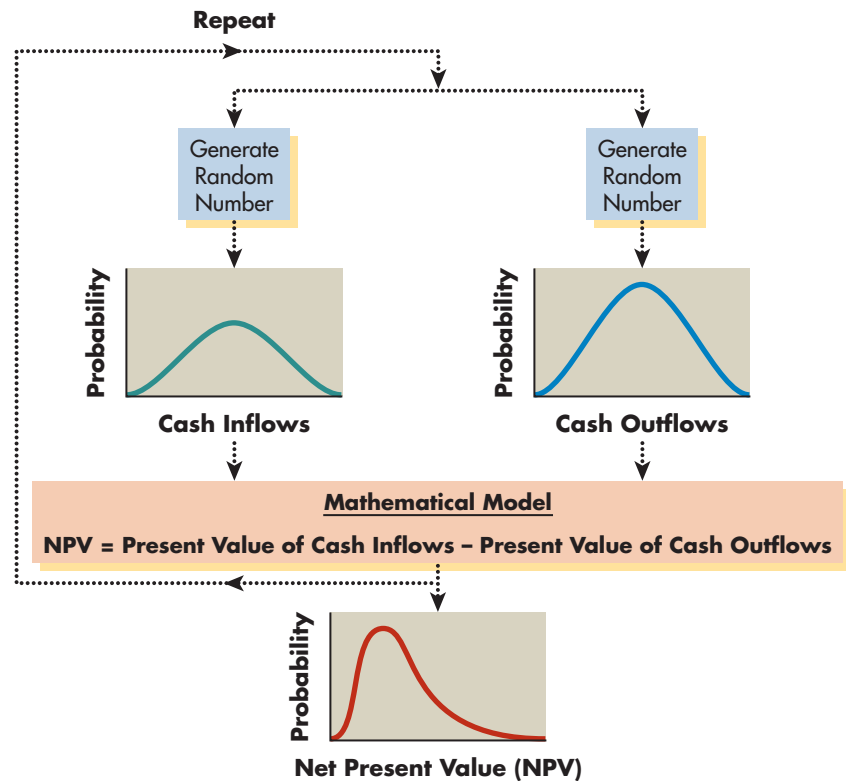 Repeat
Generate
Random
Number
Generate
Random
Number
Probability
Cash Inflows
Probability
Cash Outflows
Mathematical Model
NPV = Present Value of Cash Inflows – Present Value of Cash Outflows
Probability
Net Present Value (NPV)